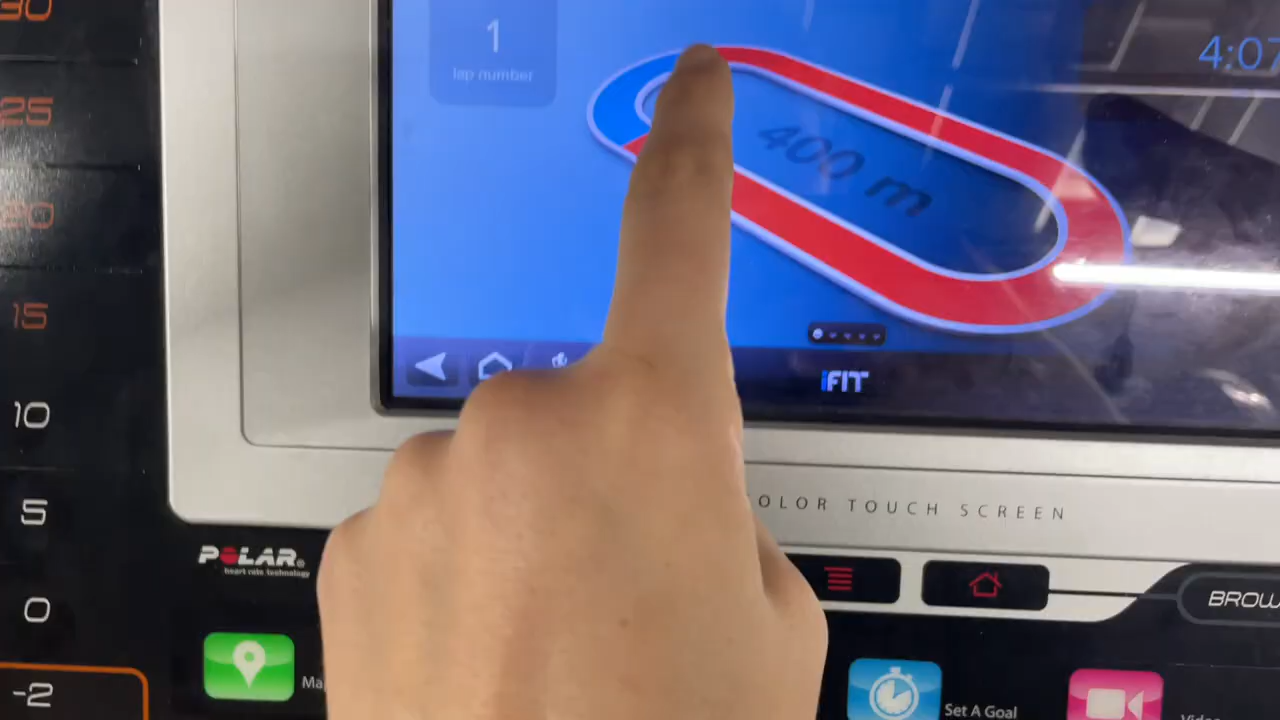 30
1
4:07
lap number
25
400 m
20
15
iFIT
10
COLOR TOUCH SCREEN
5
POLAR®
heart rate technology
0
BROW
Ma
-2
Set A Goal